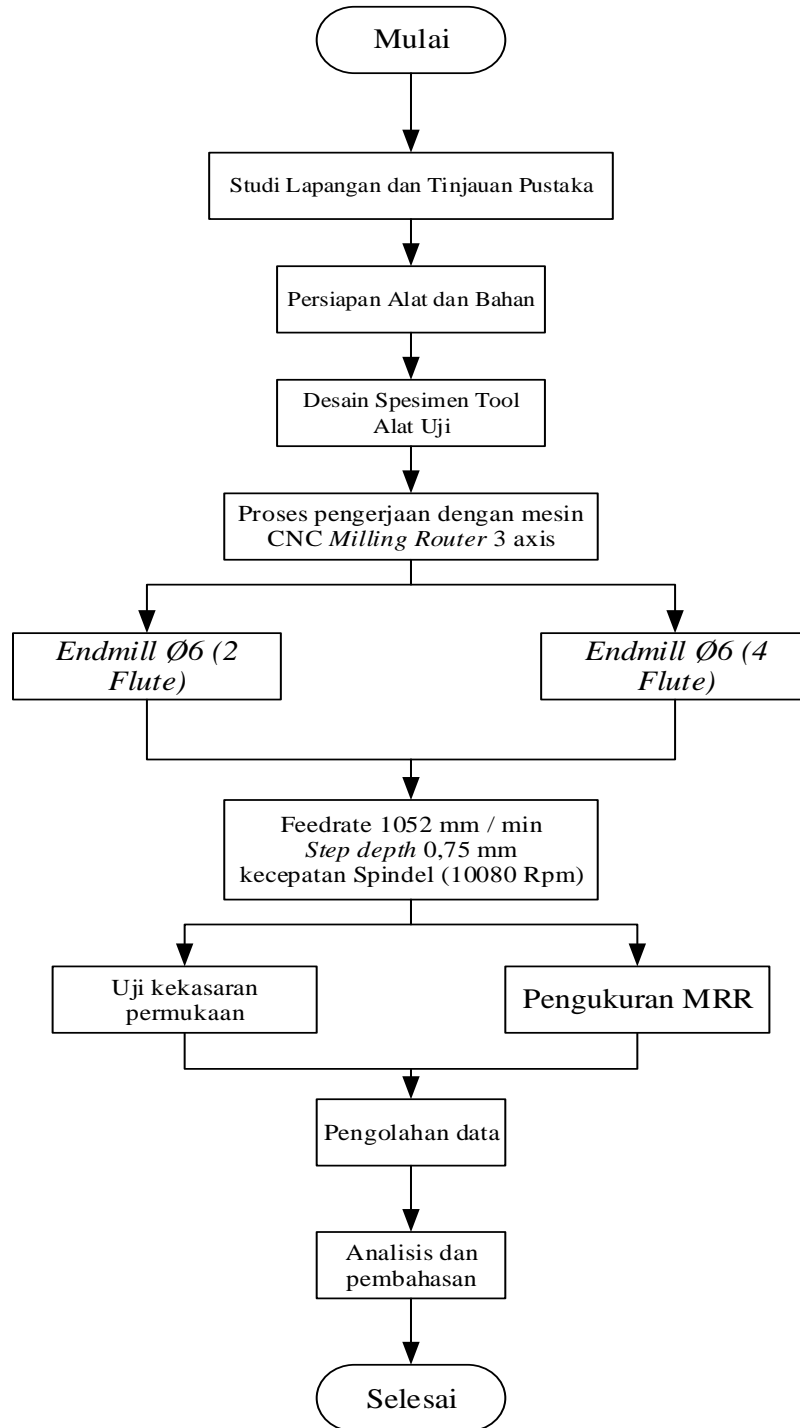 Mulai
Studi Lapangan dan Tinjauan Pustaka
Persiapan Alat dan Bahan
Desain Spesimen Tool
Alat Uji
Proses pengerjaan dengan mesin
CNC Milling Router 3 axis
Endmill Ø6 (2
Flute)
Endmill Ø6 (4
Flute)
Feedrate 1052 mm / min
Step depth 0,75 mm
kecepatan Spindel (10080 Rpm)
Uji kekasaran
permukaan
Pengukuran MRR
Pengolahan data
Analisis dan
pembahasan
Selesai